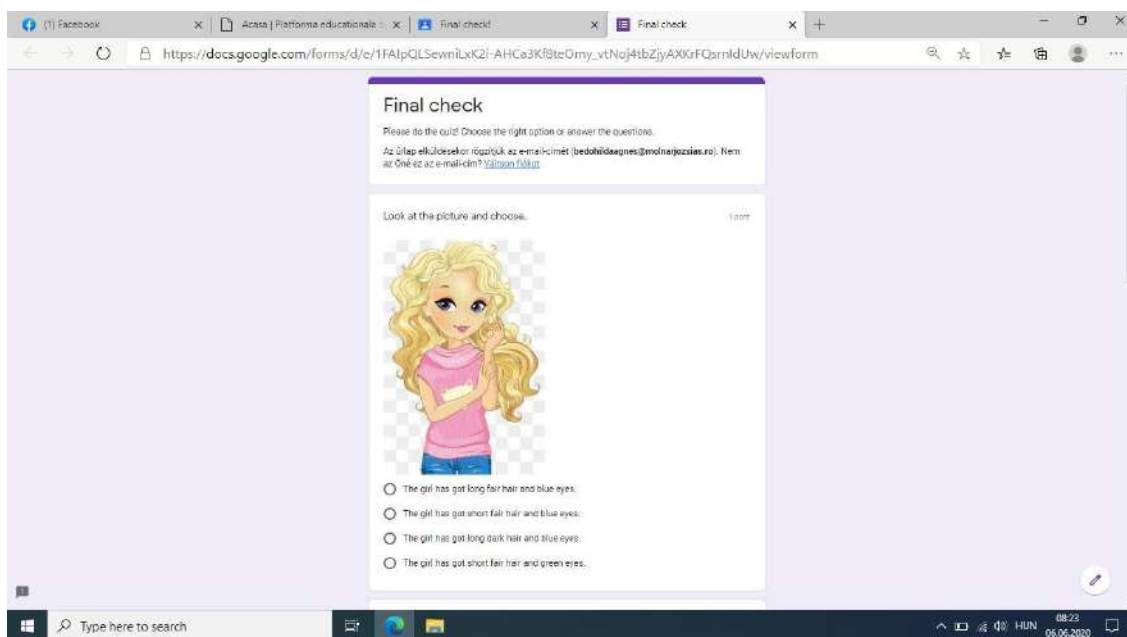 (1) Facebook
Acasa | Platforma educationala
Final check!
Final check
https://docs.google.com/forms/d/e/1FAIpQLSewniLxK2i-AHCa3Kf8teGmy_vtNoj4tbZjyAXKrFQsrnIdUw/viewform
Final check
Please do the quiz! Choose the right option or answer the questions.
Az űrlap elküldésekor rögzítjük az e-mail-címét (bedohildaagnes@molnarjozsias.ro). Nem
az Öné ez az e-mail-cím? Váltson fiókot
Look at the picture and choose.
1 pont
The girl has got long fair hair and blue eyes.
The girl has got short fair hair and blue eyes.
The girl has got long dark hair and blue eyes.
The girl has got short fair hair and green eyes.
Type here to search
HUN
08:23
06.06.2020